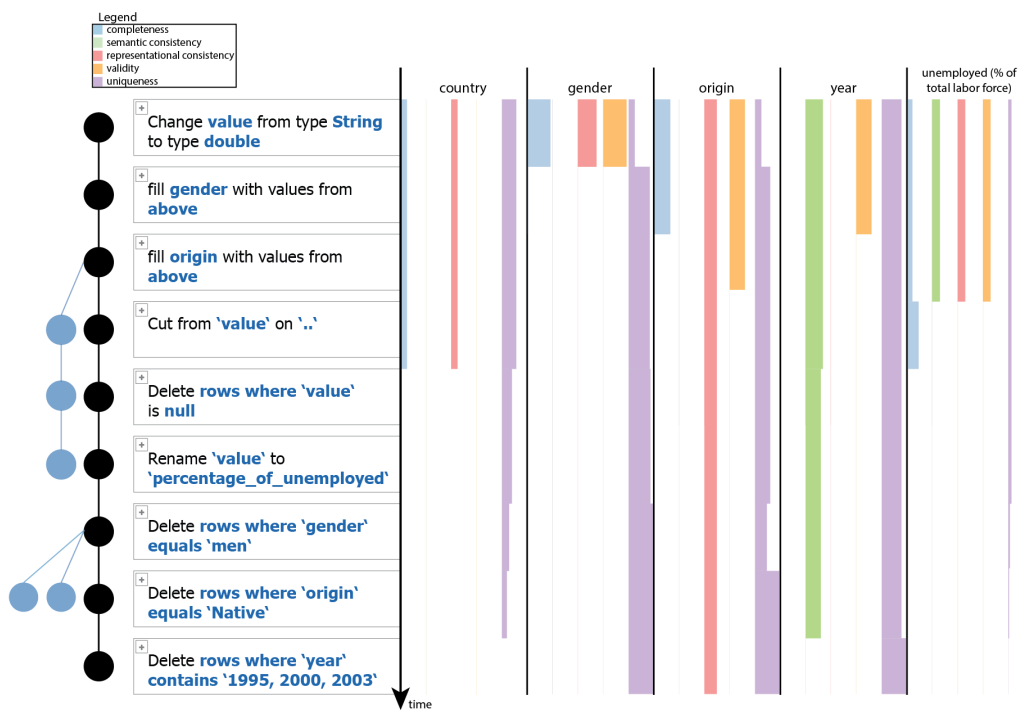 Legend
completeness
semantic consistency
representational consistency
validity
uniqueness
country
gender
origin
year
unemployed (% of
total labor force)
Change value from type String
to type double
fill gender with values from
above
fill origin with values from
above
Cut from ‘value‘ on ‘..‘
Delete rows where ‘value‘
is null
Rename ‘value‘ to
‘percentage_of_unemployed‘
Delete rows where ‘gender‘
equals ‘men‘
Delete rows where ‘origin‘
equals ‘Native‘
Delete rows where ‘year‘
contains ‘1995, 2000, 2003‘
time